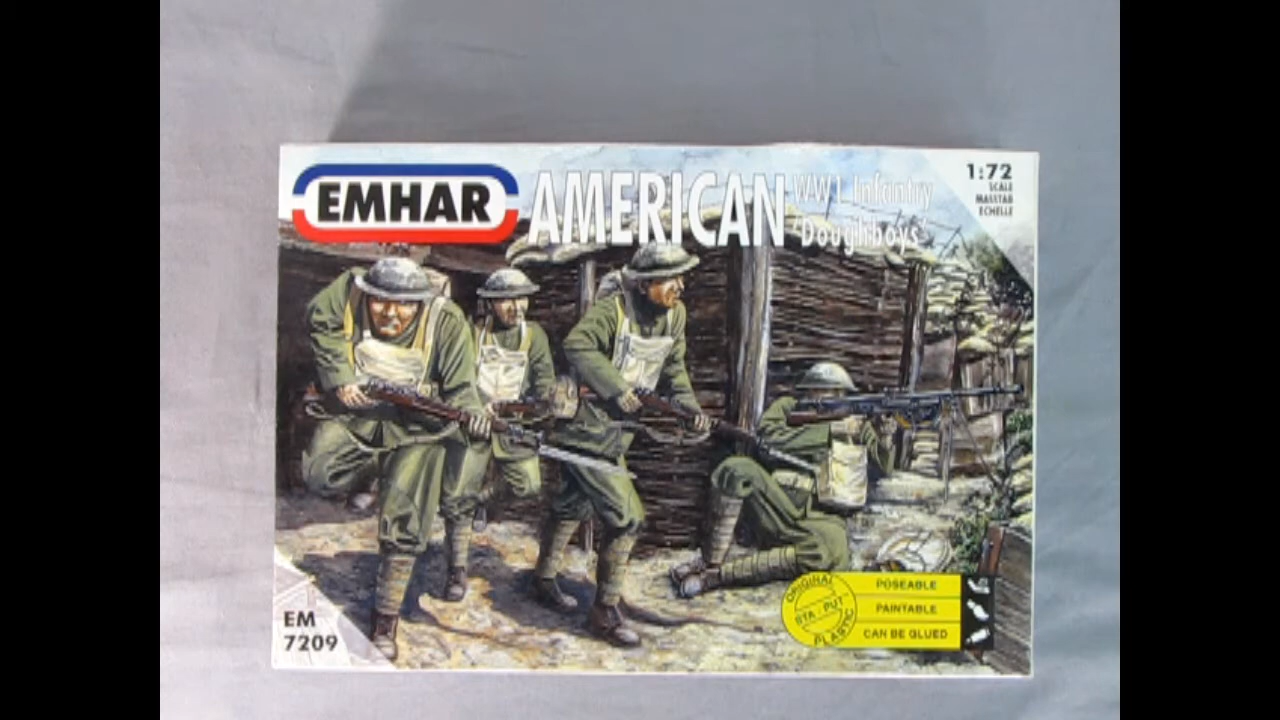 EMHAR
AMERICAN
WW1 Infantry
'Doughboys'
1:72
SCALE
MASSTAB
ECHELLE
EM
7209
ORIGINAL
STA-PUT
PLASTIC
POSEABLE
PAINTABLE
CAN BE GLUED